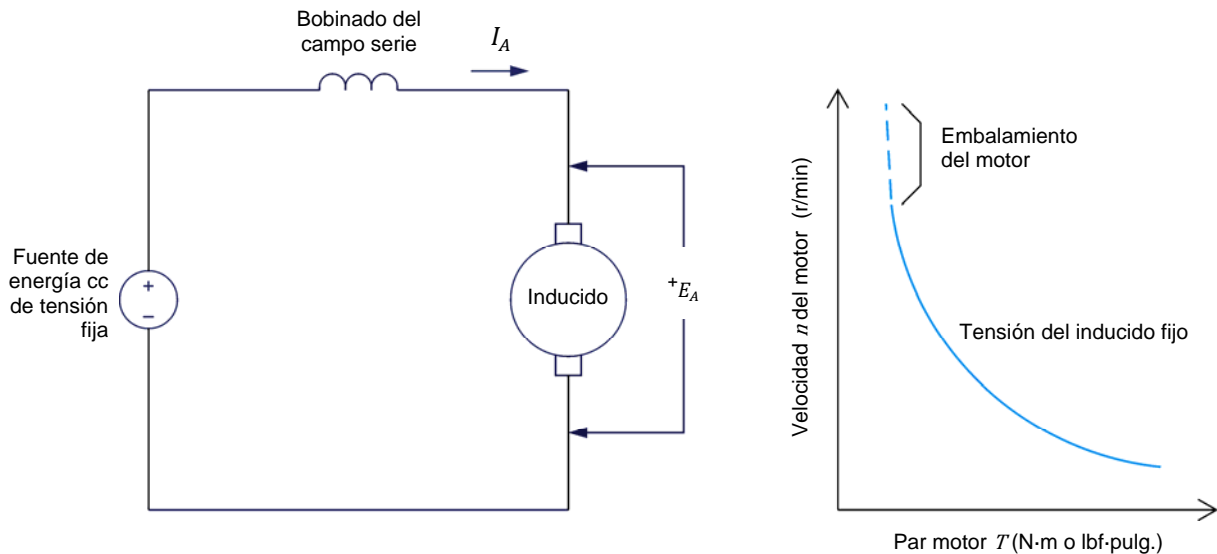 Bobinado del
campo serie
I_A
Fuente de
energía cc
de tensión
fija
+
−
Inducido
+E_A
Velocidad n del motor (r/min)
Embalamiento
del motor
Tensión del inducido fijo
Par motor T (N·m o lbf·pulg.)